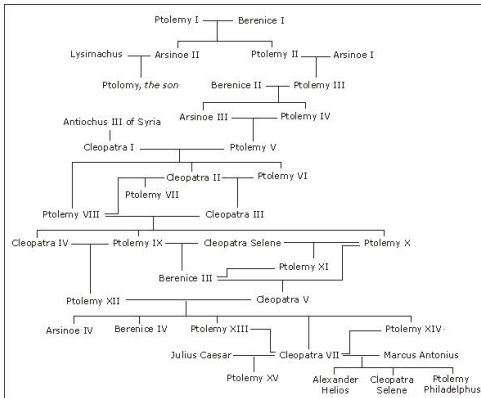 Ptolemy I Berenice I
Lysimachus Arsinoe II Ptolemy II Arsinoe I
Ptolomy, the son Berenice II Ptolemy III
Arsinoe III Ptolemy IV
Antiochus III of Syria
Cleopatra I Ptolemy V
Cleopatra II Ptolemy VI
Ptolemy VII
Ptolemy VIII Cleopatra III
Cleopatra IV Ptolemy IX Cleopatra Selene Ptolemy X
Ptolemy XI
Berenice III
Ptolemy XII Cleopatra V
Arsinoe IV Berenice IV Ptolemy XIII Ptolemy XIV
Julius Caesar Cleopatra VII Marcus Antonius
Ptolemy XV
Alexander Helios Cleopatra Selene Ptolemy Philadelphus